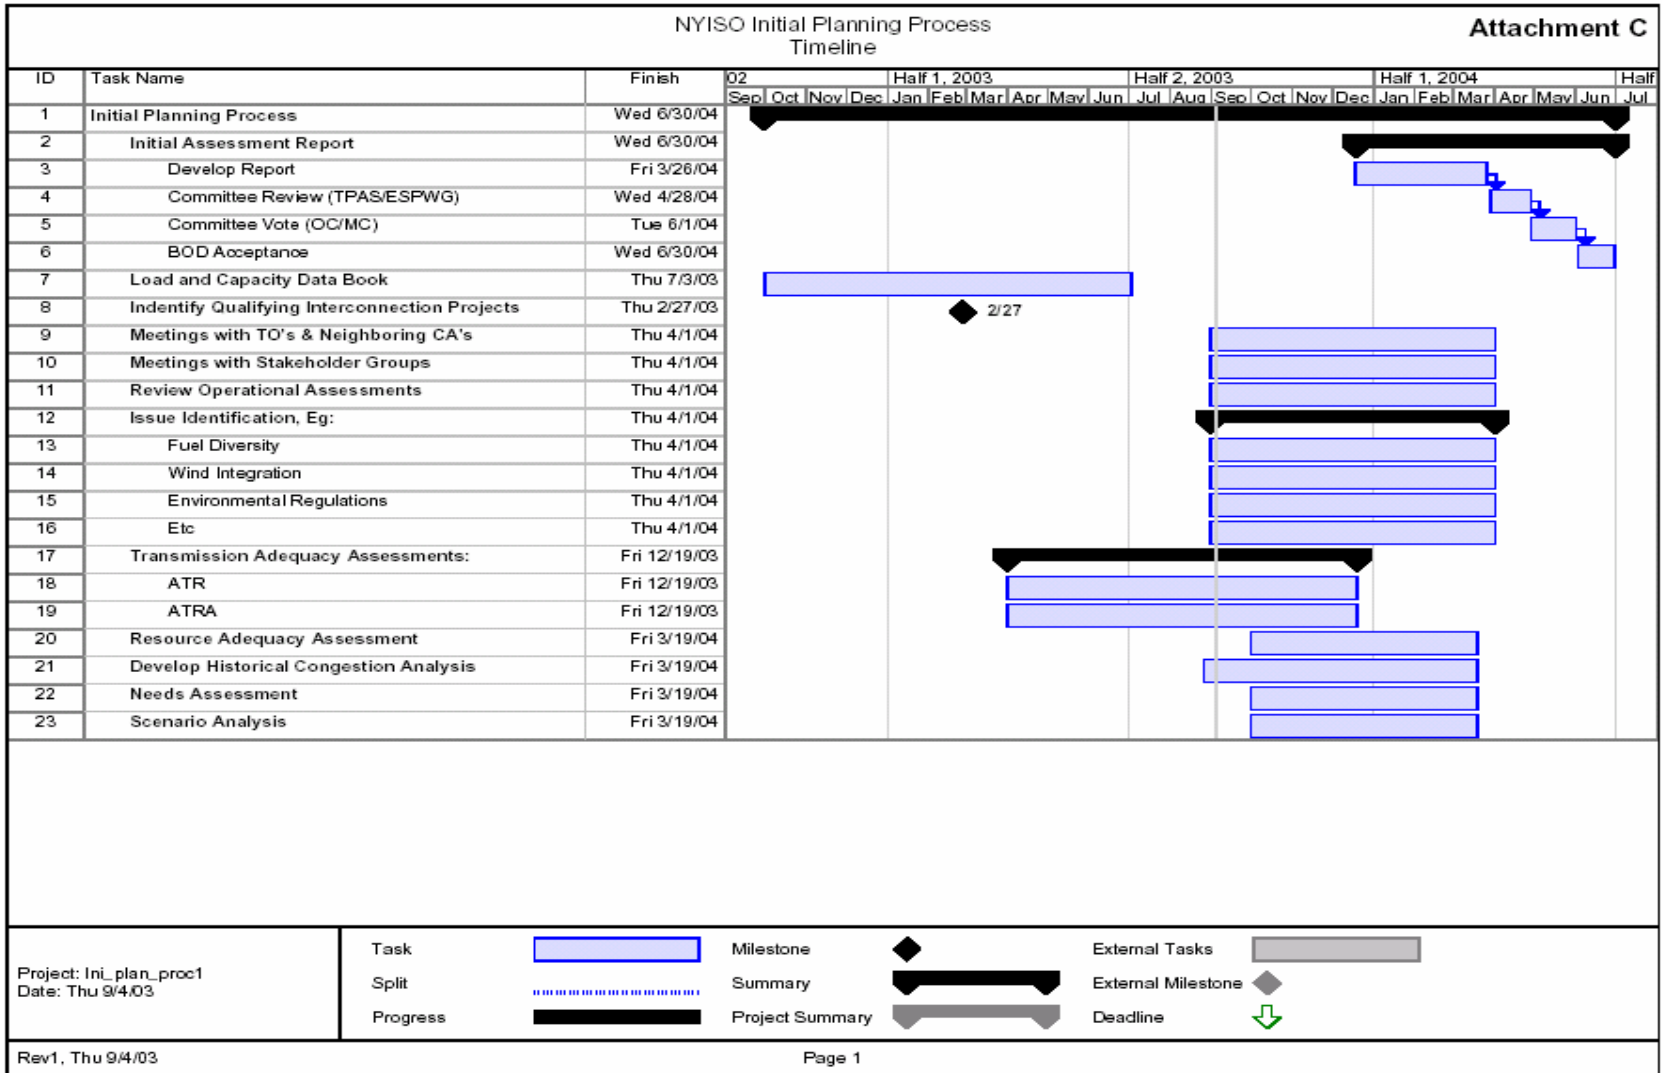 NYISO Initial Planning Process
Timeline
Attachment C
ID Task Name Finish 02 Half 1, 2003 Half 2, 2003 Half 1, 2004 Half
Sep Oct Nov Dec Jan Feb Mar Apr May Jun Jul Aug Sep Oct Nov Dec Jan Feb Mar Apr May Jun Jul
1 Initial Planning Process Wed 6/30/04
2 Initial Assessment Report Wed 6/30/04
3 Develop Report Fri 3/26/04
4 Committee Review (TPAS/ESPWG) Wed 4/28/04
5 Committee Vote (OC/MC) Tue 6/1/04
6 BOD Acceptance Wed 6/30/04
7 Load and Capacity Data Book Thu 7/3/03
8 Indentify Qualifying Interconnection Projects Thu 2/27/03 2/27
9 Meetings with TO's & Neighboring CA's Thu 4/1/04
10 Meetings with Stakeholder Groups Thu 4/1/04
11 Review Operational Assessments Thu 4/1/04
12 Issue Identification, Eg: Thu 4/1/04
13 Fuel Diversity Thu 4/1/04
14 Wind Integration Thu 4/1/04
15 Environmental Regulations Thu 4/1/04
16 Etc Thu 4/1/04
17 Transmission Adequacy Assessments: Fri 12/19/03
18 ATR Fri 12/19/03
19 ATRA Fri 12/19/03
20 Resource Adequacy Assessment Fri 3/19/04
21 Develop Historical Congestion Analysis Fri 3/19/04
22 Needs Assessment Fri 3/19/04
23 Scenario Analysis Fri 3/19/04
Project: Ini_plan_proc1
Date: Thu 9/4/03
Task Milestone External Tasks
Split Summary External Milestone
Progress Project Summary Deadline
Rev1, Thu 9/4/03 Page 1